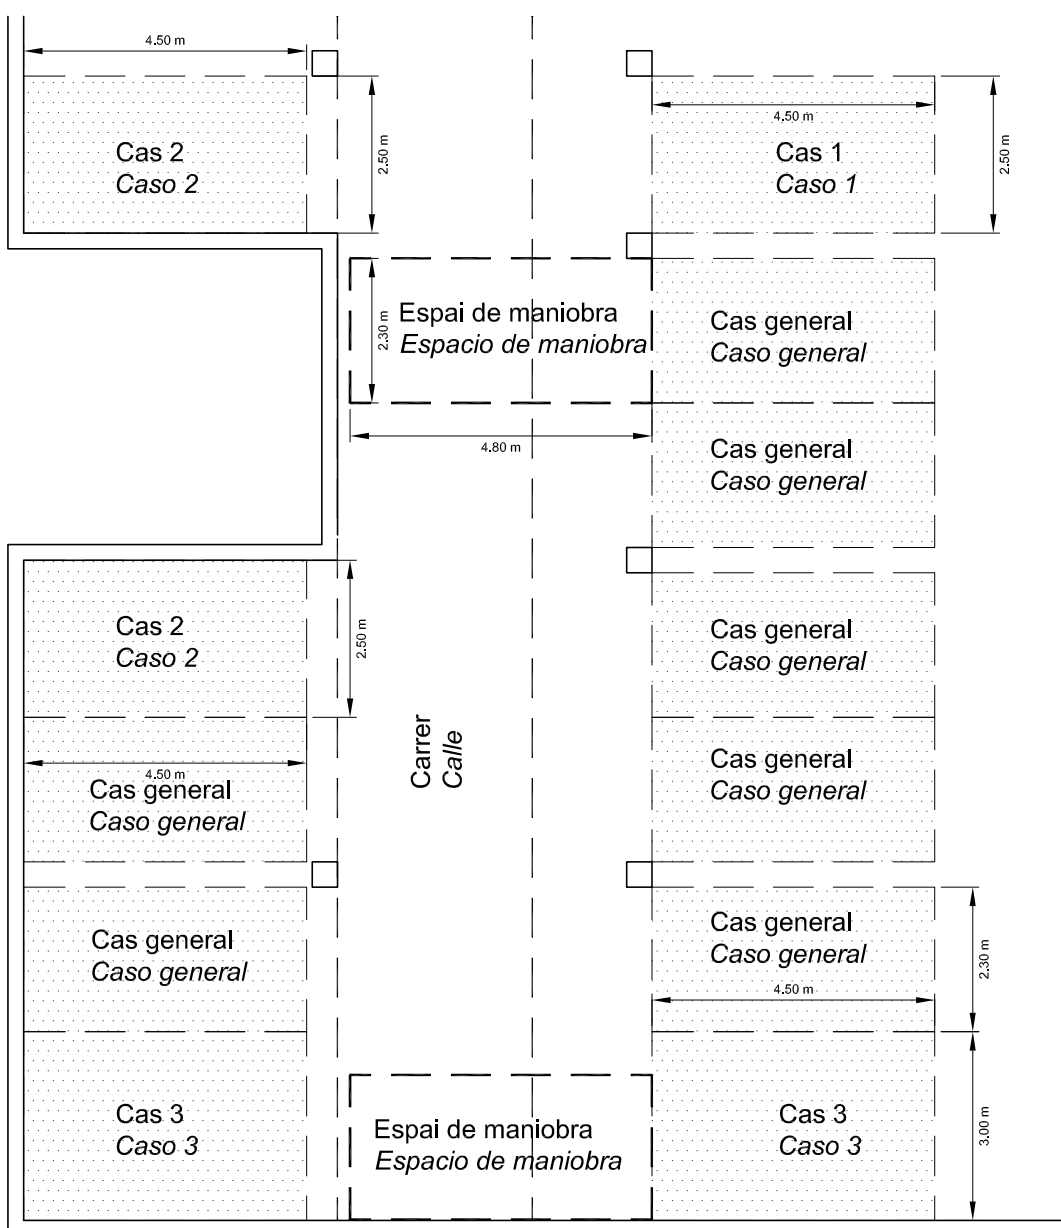 4.50 m
Cas 2
Caso 2
2.50 m
4.50 m
Cas 1
Caso 1
2.50 m
2.30 m
Espai de maniobra
Espacio de maniobra
4.80 m
Cas general
Caso general
Cas general
Caso general
Cas 2
Caso 2
2.50 m
Cas general
Caso general
Carrer
Calle
4.50 m
Cas general
Caso general
Cas general
Caso general
Cas general
Caso general
Cas general
Caso general
4.50 m
2.30 m
Cas 3
Caso 3
Espai de maniobra
Espacio de maniobra
Cas 3
Caso 3
3.00 m